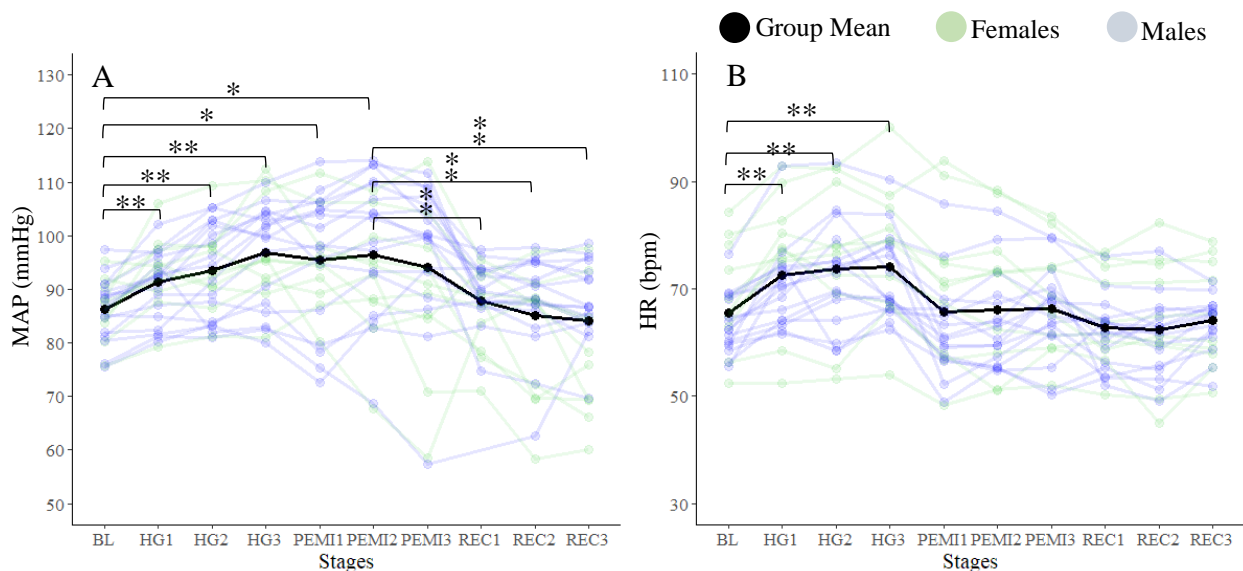 Group Mean
Females
Males
A
MAP (mmHg)
130
120
110
100
90
80
70
60
50
*
*
**
**
**
*
*
*
*
*
*
BL HG1 HG2 HG3 PEMI1 PEMI2 PEMI3 REC1 REC2 REC3
Stages
B
HR (bpm)
110
90
70
50
30
**
**
**
BL HG1 HG2 HG3 PEMI1 PEMI2 PEMI3 REC1 REC2 REC3
Stages